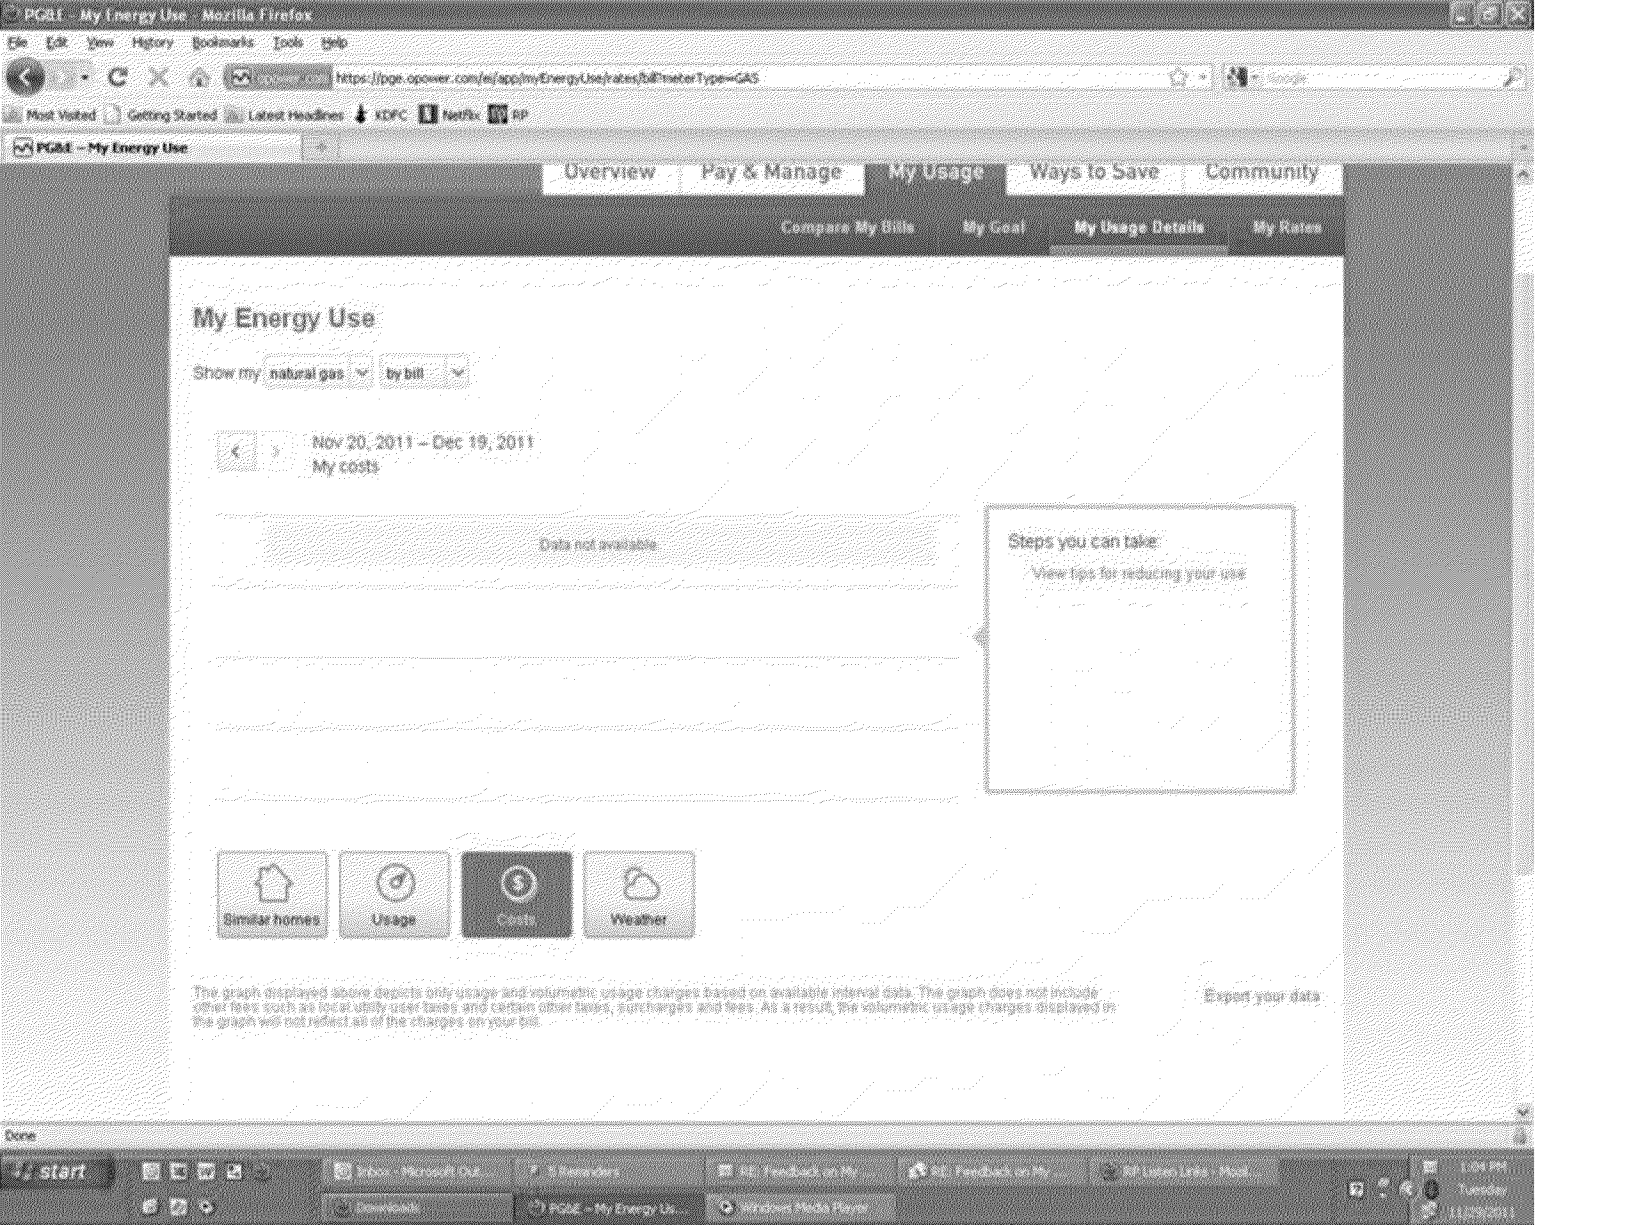 PG&E - My Energy Use - Mozilla Firefox
File Edit View History Bookmarks Tools Help
https://pge.opower.com/ei/app/myEnergyUse/rates/bill?meterType=GAS
Google
Most Visited Getting Started Latest Headlines KDFC Netflix RP
PG&E – My Energy Use
Overview Pay & Manage My Usage Ways to Save Community
Compare My Bills My Goal My Usage Details My Rates
My Energy Use
Show my natural gas by bill
Nov 20, 2011 – Dec 19, 2011
My costs
Data not available
Steps you can take:
View tips for reducing your use
Similar homes Usage Costs Weather
The graph displayed above depicts only usage and volumetric usage charges based on available interval data. The graph does not include
other fees such as local utility user taxes and certain other taxes, surcharges and fees. As a result, the volumetric usage charges displayed in
the graph will not reflect all of the charges on your bill.
Export your data
Done
start Inbox - Microsoft Out... 5 Reminders RE: Feedback on My ... RE: Feedback on My ... RP Listen Links - Mozil... 1:04 PM
Downloads PG&E – My Energy Us... Windows Media Player Tuesday
11/29/2011